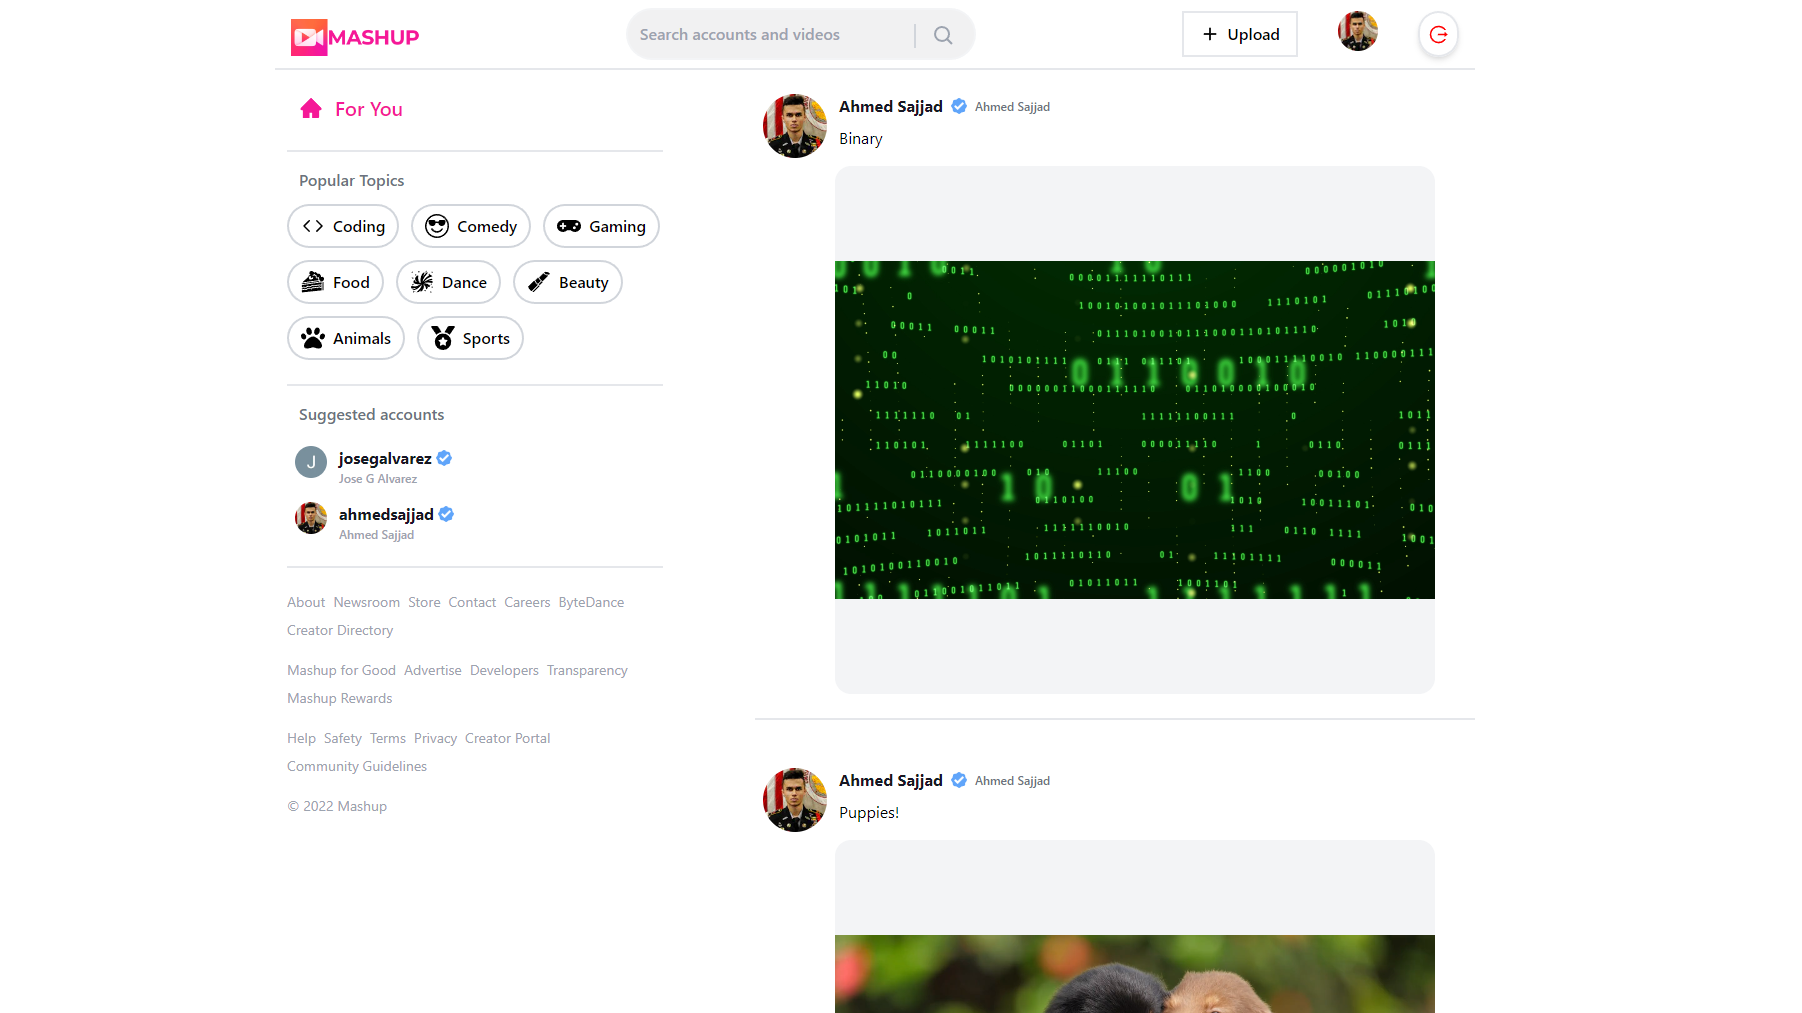 MASHUP
Search accounts and videos
Upload
For You
Popular Topics
Coding Comedy Gaming
Food Dance Beauty
Animals Sports
Suggested accounts
J josegalvarez
Jose G Alvarez
ahmedsajjad
Ahmed Sajjad
About Newsroom Store Contact Careers ByteDance
Creator Directory
Mashup for Good Advertise Developers Transparency
Mashup Rewards
Help Safety Terms Privacy Creator Portal
Community Guidelines
© 2022 Mashup
Ahmed Sajjad Ahmed Sajjad
Binary
Ahmed Sajjad Ahmed Sajjad
Puppies!